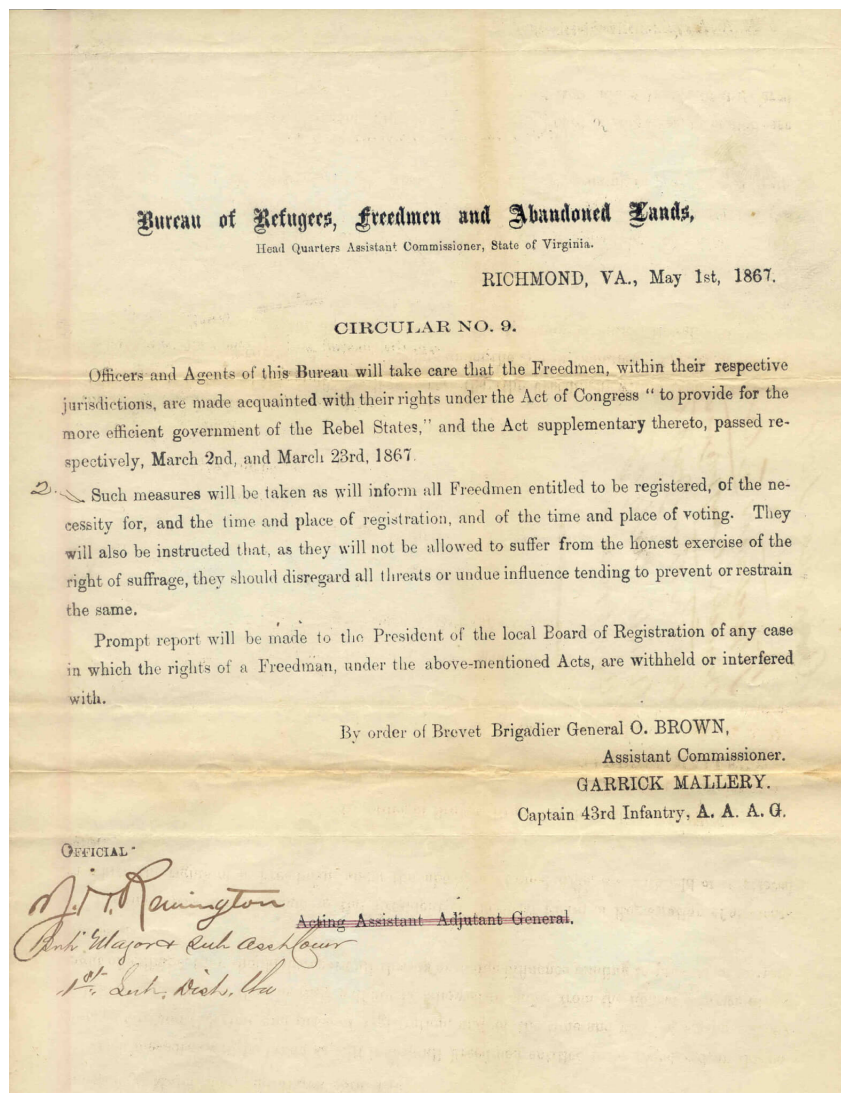 Bureau of Refugees, Freedmen and Abandoned Lands,
Head Quarters Assistant Commissioner, State of Virginia.
RICHMOND, VA., May 1st, 1867.
CIRCULAR NO. 9.
Officers and Agents of this Bureau will take care that the Freedmen, within their respective
jurisdictions, are made acquainted with their rights under the Act of Congress " to provide for the
more efficient government of the Rebel States," and the Act supplementary thereto, passed re-
spectively, March 2nd, and March 23rd, 1867.
2. Such measures will be taken as will inform all Freedmen entitled to be registered, of the ne-
cessity for, and the time and place of registration, and of the time and place of voting. They
will also be instructed that, as they will not be allowed to suffer from the honest exercise of the
right of suffrage, they should disregard all threats or undue influence tending to prevent or restrain
the same.
Prompt report will be made to the President of the local Board of Registration of any case
in which the rights of a Freedman, under the above-mentioned Acts, are withheld or interfered
with.
By order of Brevet Brigadier General O. BROWN,
Assistant Commissioner.
GARRICK MALLERY.
Captain 43rd Infantry, A. A. A. G.
OFFICIAL:
Remington
Acting Assistant Adjutant General.
Major & Sub Asst Comr
1st. Sub. Dist. Va